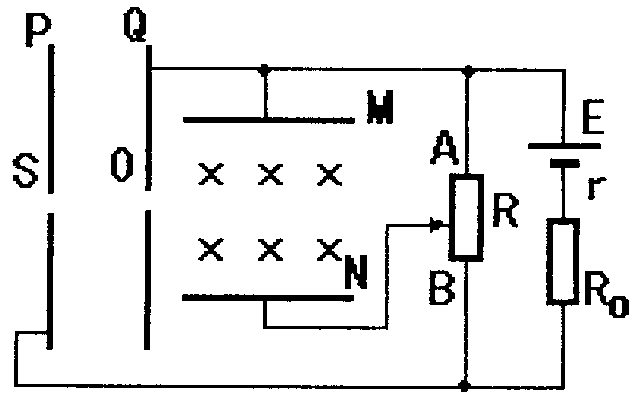 P Q
M
A E
S O r
× × × R
× × × N
B R₀